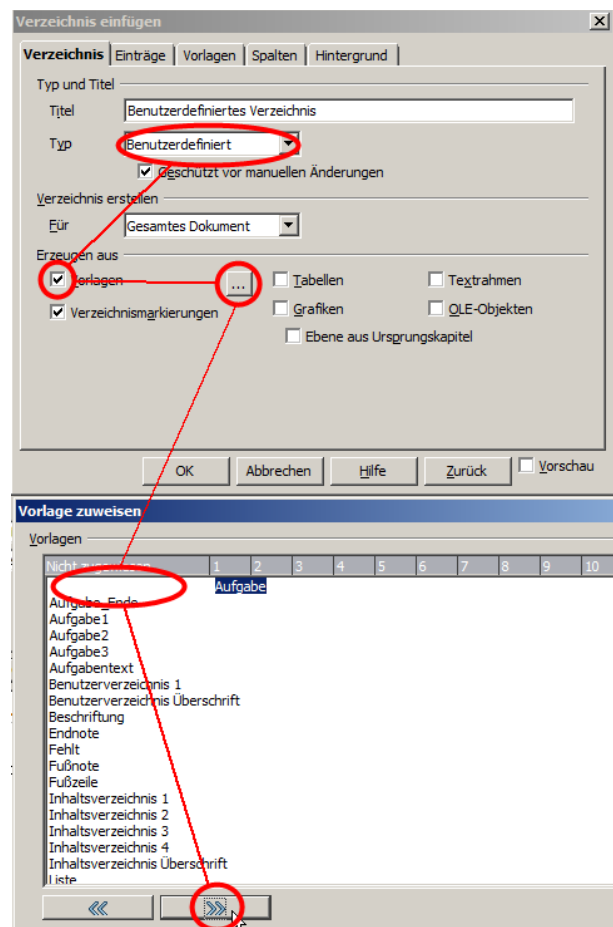 Verzeichnis einfügen
Verzeichnis Einträge Vorlagen Spalten Hintergrund
Typ und Titel
Titel Benutzerdefiniertes Verzeichnis
Typ Benutzerdefiniert
Geschützt vor manuellen Änderungen
Verzeichnis erstellen
Für Gesamtes Dokument
Erzeugen aus
Vorlagen ... Tabellen Textrahmen
Verzeichnismarkierungen Grafiken OLE-Objekten
Ebene aus Ursprungskapitel
OK Abbrechen Hilfe Zurück Vorschau
Vorlage zuweisen
Vorlagen
Nicht zugewiesen 1 2 3 4 5 6 7 8 9 10
Aufgabe
Aufgabe_Ende
Aufgabe1
Aufgabe2
Aufgabe3
Aufgabentext
Benutzerverzeichnis 1
Benutzerverzeichnis Überschrift
Beschriftung
Endnote
Fehlt
Fußnote
Fußzeile
Inhaltsverzeichnis 1
Inhaltsverzeichnis 2
Inhaltsverzeichnis 3
Inhaltsverzeichnis 4
Inhaltsverzeichnis Überschrift
Liste